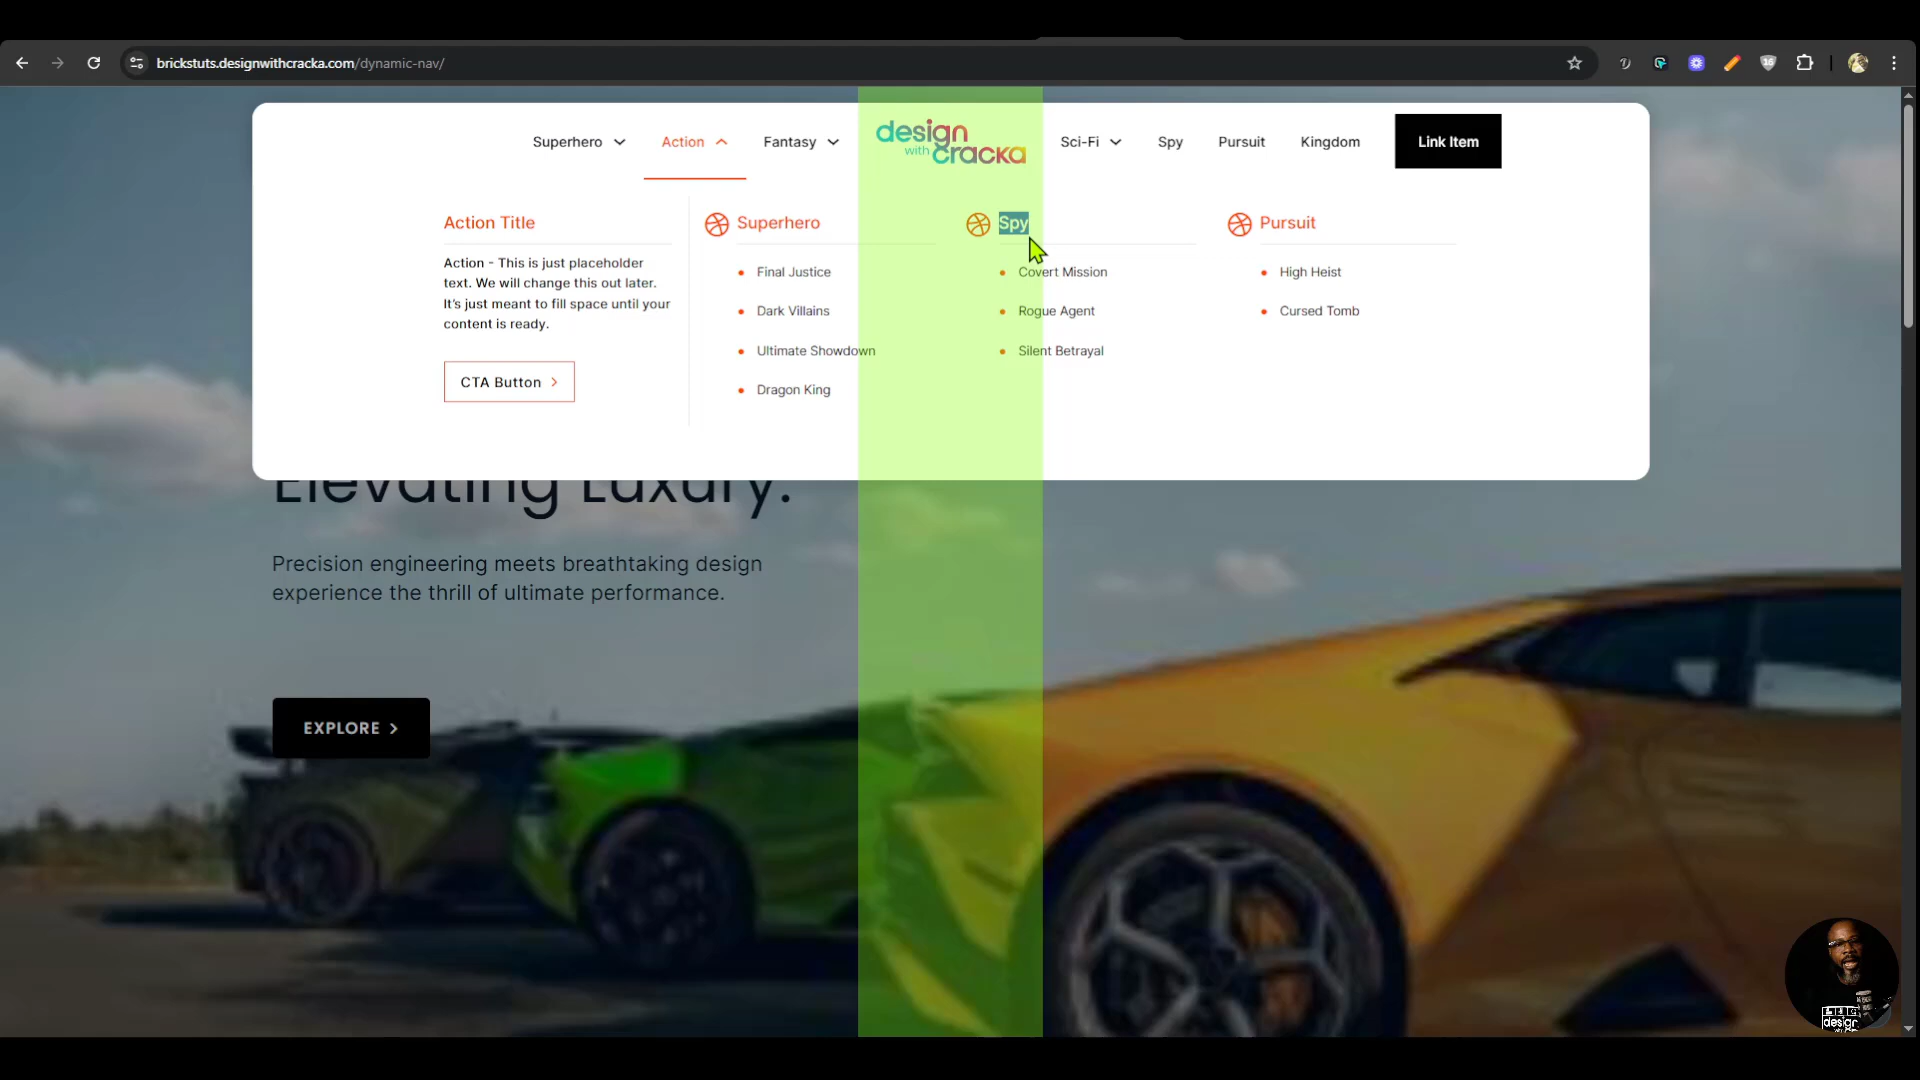 brickstuts.designwithcracka.com/dynamic-nav/
16
Superhero
Action
Fantasy
design
with cracka
Sci-Fi
Spy
Pursuit
Kingdom
Link Item
Action Title
Action - This is just placeholder
text. We will change this out later.
It's just meant to fill space until your
content is ready.
CTA Button
Superhero
Final Justice
Dark Villains
Ultimate Showdown
Dragon King
Spy
Covert Mission
Rogue Agent
Silent Betrayal
Pursuit
High Heist
Cursed Tomb
Elevating Luxury.
Precision engineering meets breathtaking design
experience the thrill of ultimate performance.
EXPLORE
design